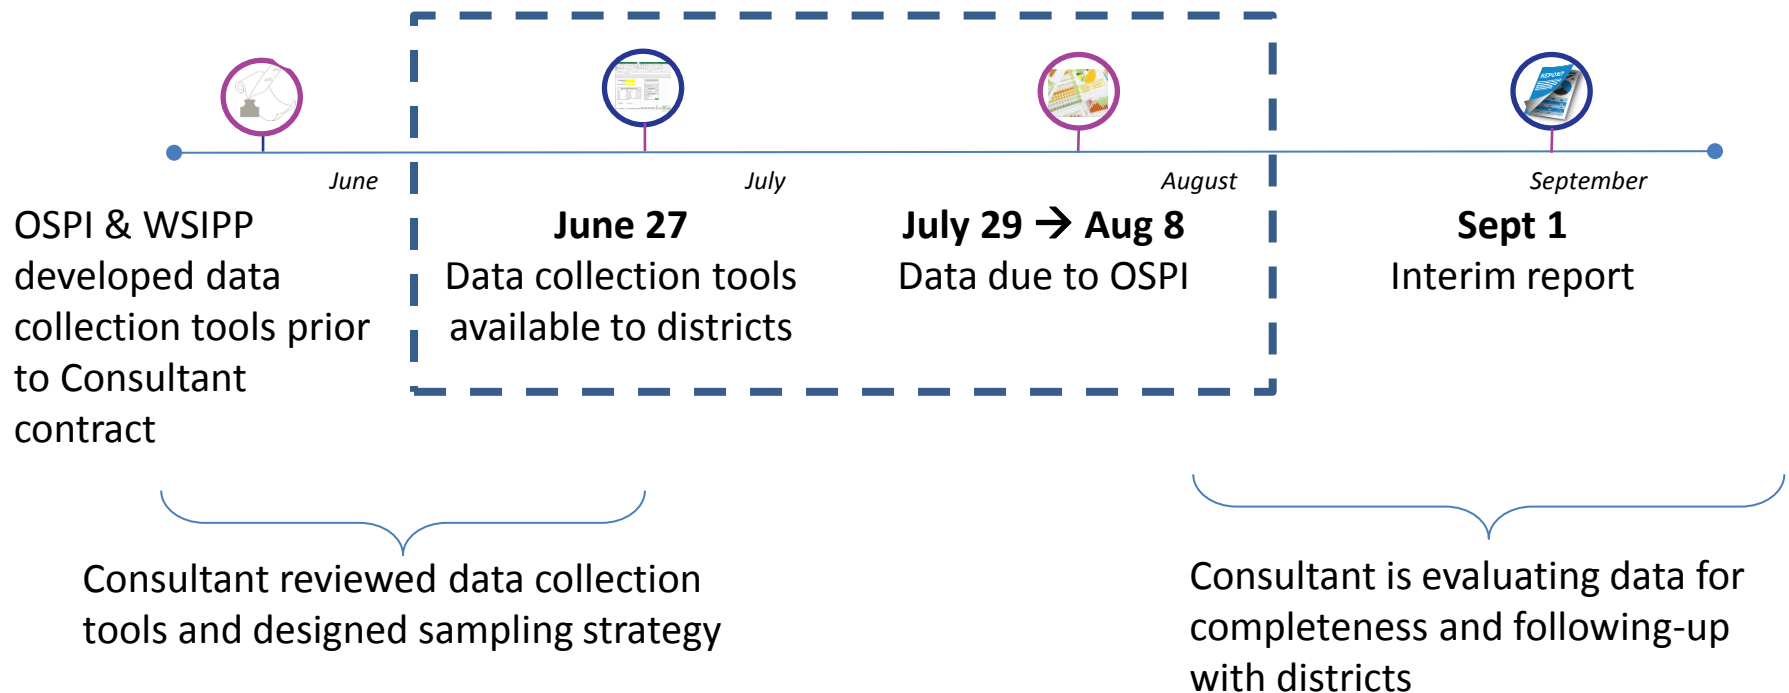 REPORT
June
July
August
September
OSPI & WSIPP
developed data
collection tools prior
to Consultant
contract
June 27
Data collection tools
available to districts
July 29 → Aug 8
Data due to OSPI
Sept 1
Interim report
Consultant reviewed data collection
tools and designed sampling strategy
Consultant is evaluating data for
completeness and following-up
with districts